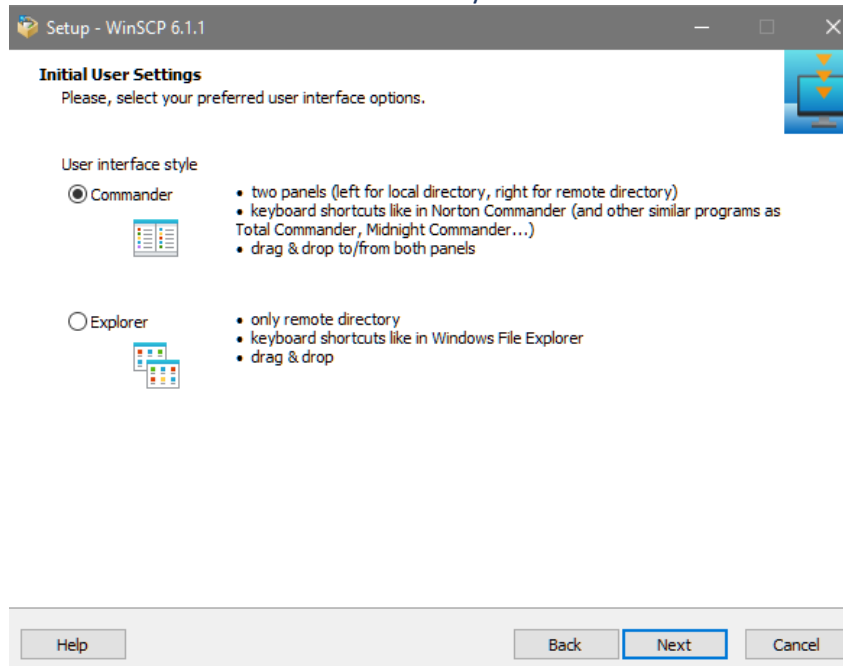 Setup - WinSCP 6.1.1
Initial User Settings
Please, select your preferred user interface options.
User interface style
Commander
• two panels (left for local directory, right for remote directory)
• keyboard shortcuts like in Norton Commander (and other similar programs as
Total Commander, Midnight Commander...)
• drag & drop to/from both panels
Explorer
• only remote directory
• keyboard shortcuts like in Windows File Explorer
• drag & drop
Help
Back
Next
Cancel